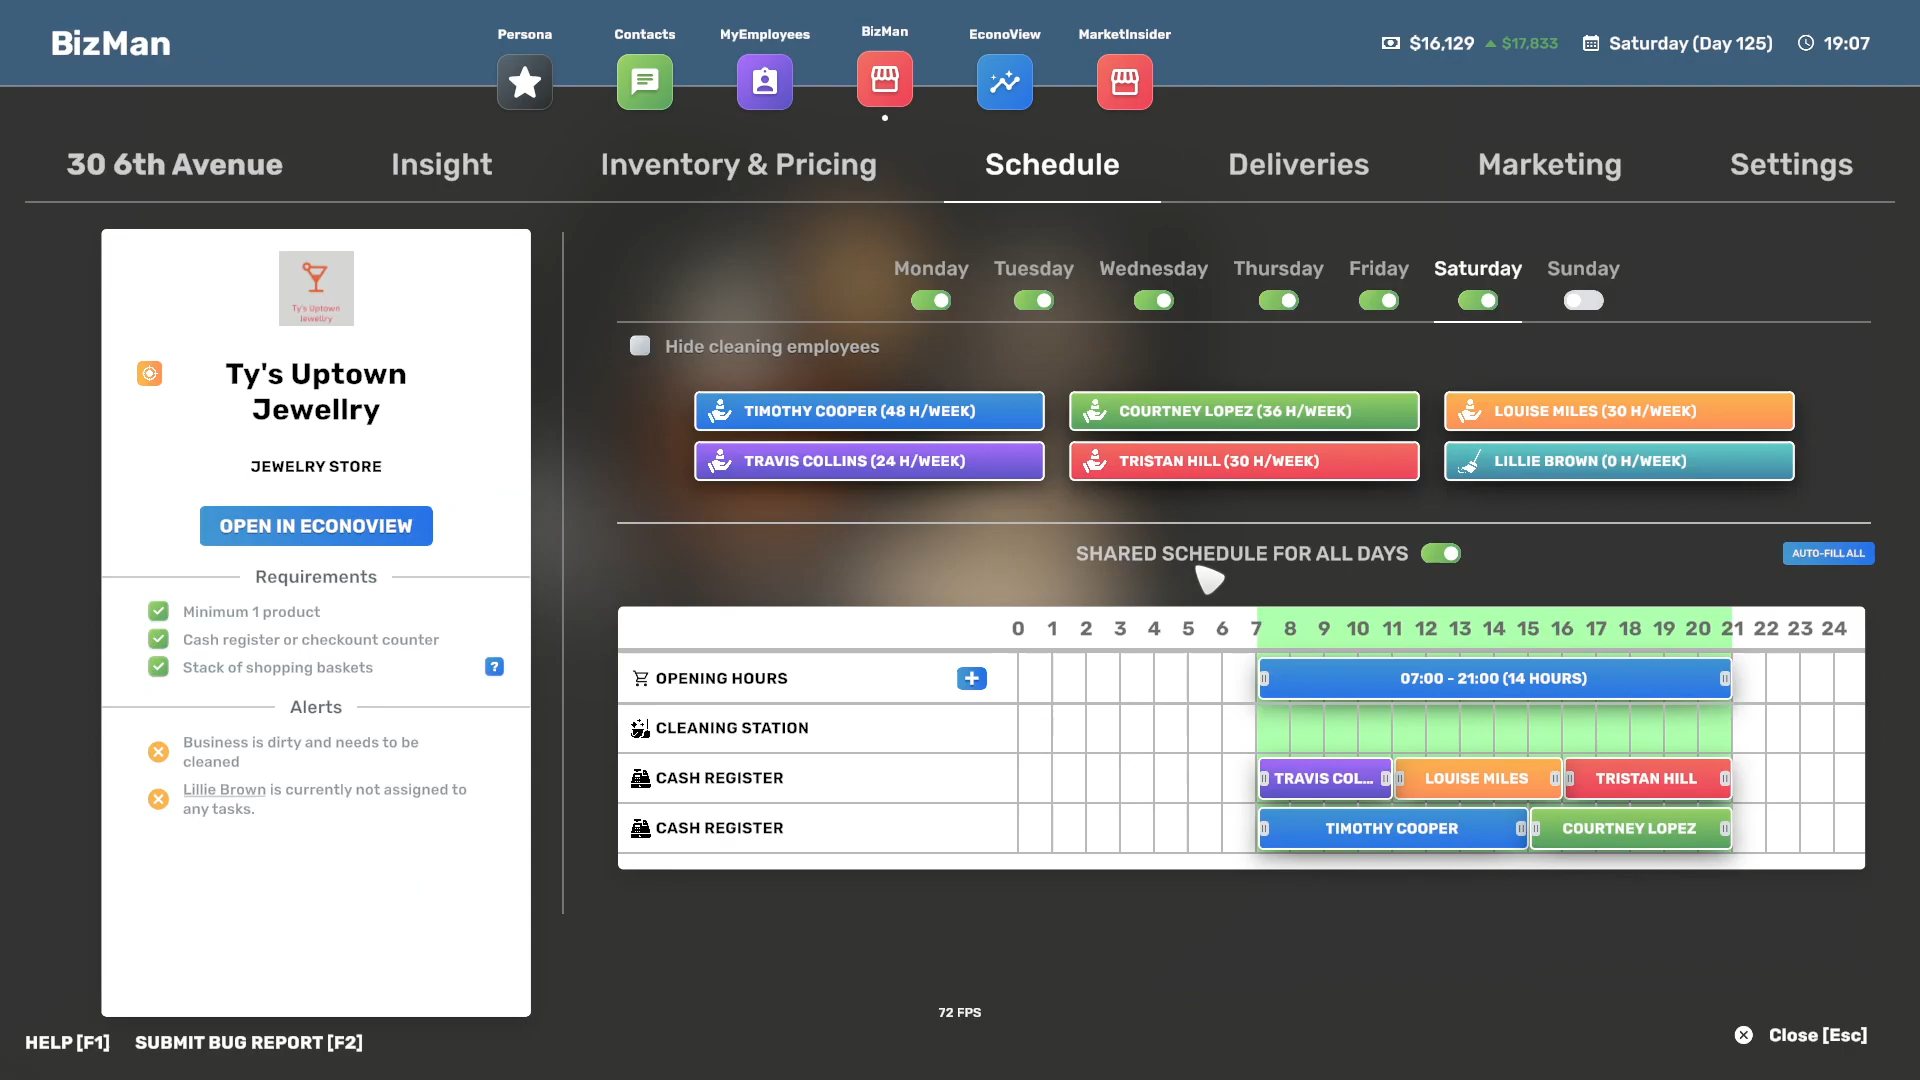 BizMan
Persona
Contacts
MyEmployees
BizMan
EconoView
MarketInsider
$16,129
$17,833
Saturday (Day 125)
19:07
30 6th Avenue
Insight
Inventory & Pricing
Schedule
Deliveries
Marketing
Settings
Ty's Uptown
Jewellry
Ty's Uptown
Jewellry
JEWELRY STORE
OPEN IN ECONOVIEW
Requirements
Minimum 1 product
Cash register or checkount counter
Stack of shopping baskets
?
Alerts
Business is dirty and needs to be
cleaned
Lillie Brown is currently not assigned to
any tasks.
Monday
Tuesday
Wednesday
Thursday
Friday
Saturday
Sunday
Hide cleaning employees
TIMOTHY COOPER (48 H/WEEK)
COURTNEY LOPEZ (36 H/WEEK)
LOUISE MILES (30 H/WEEK)
TRAVIS COLLINS (24 H/WEEK)
TRISTAN HILL (30 H/WEEK)
LILLIE BROWN (0 H/WEEK)
SHARED SCHEDULE FOR ALL DAYS
AUTO-FILL ALL
0 1 2 3 4 5 6 7 8 9 10 11 12 13 14 15 16 17 18 19 20 21 22 23 24
OPENING HOURS
07:00 - 21:00 (14 HOURS)
CLEANING STATION
CASH REGISTER
TRAVIS COL...
LOUISE MILES
TRISTAN HILL
CASH REGISTER
TIMOTHY COOPER
COURTNEY LOPEZ
72 FPS
HELP [F1]
SUBMIT BUG REPORT [F2]
Close [Esc]